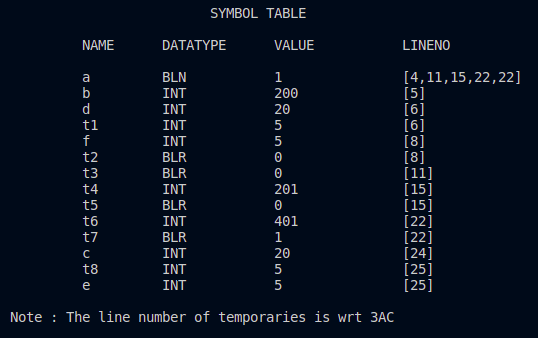 SYMBOL TABLE
NAME DATATYPE VALUE LINENO
a BLN 1 [4,11,15,22,22]
b INT 200 [5]
d INT 20 [6]
t1 INT 5 [6]
f INT 5 [8]
t2 BLR 0 [8]
t3 BLR 0 [11]
t4 INT 201 [15]
t5 BLR 0 [15]
t6 INT 401 [22]
t7 BLR 1 [22]
c INT 20 [24]
t8 INT 5 [25]
e INT 5 [25]
Note : The line number of temporaries is wrt 3AC